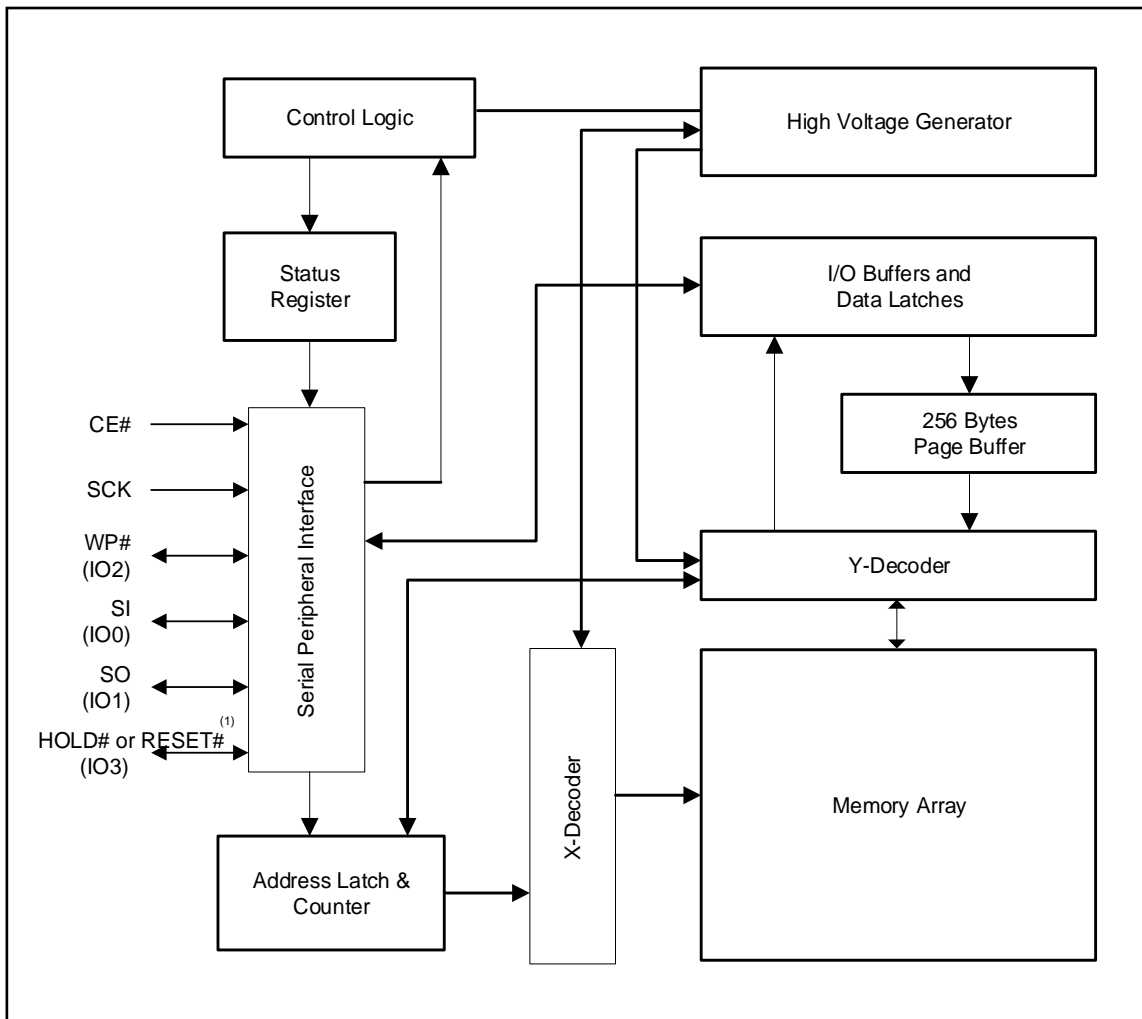 Control Logic
High Voltage Generator
Status
Register
I/O Buffers and
Data Latches
256 Bytes
Page Buffer
CE#
SCK
WP#
(IO2)
SI
(IO0)
SO
(IO1)
HOLD# or RESET# (1)
(IO3)
Serial Peripheral Interface
Y-Decoder
X-Decoder
Memory Array
Address Latch &
Counter